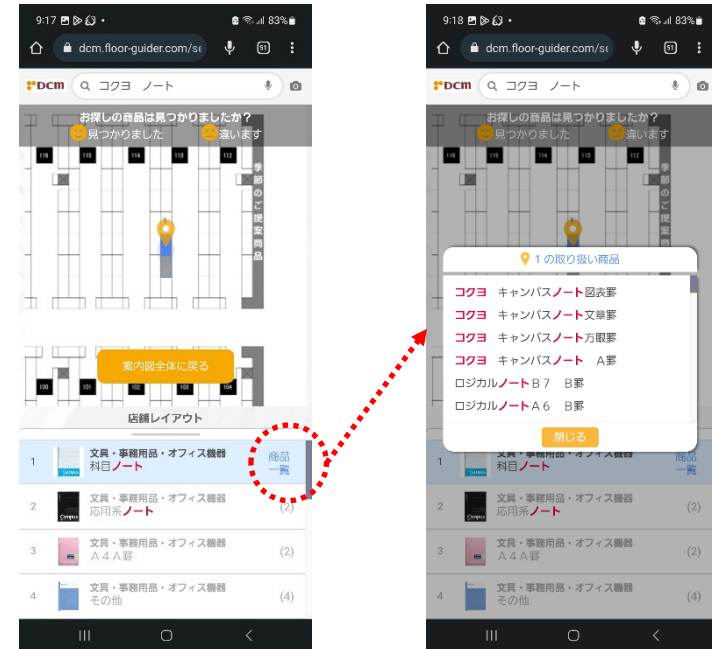 9:17
83%
dcm.floor-guider.com/se
51
DCM
コクヨ ノート
お探しの商品は見つかりましたか？
見つかりました
違います
116
115
114
113
112
季節のご提案商品
案内図全体に戻る
100
103
104
店舗レイアウト
1
文具・事務用品・オフィス機器
科目ノート
商品
一覧
2
Campus
文具・事務用品・オフィス機器
応用系ノート
(2)
3
文具・事務用品・オフィス機器
Ａ４Ａ罫
(2)
4
文具・事務用品・オフィス機器
その他
(4)
9:18
83%
dcm.floor-guider.com/se
51
DCM
コクヨ ノート
お探しの商品は見つかりましたか？
見つかりました
違います
116
115
114
113
112
季節のご提案商品
１の取り扱い商品
コクヨ　キャンパスノート図表罫
コクヨ　キャンパスノート文章罫
コクヨ　キャンパスノート方眼罫
コクヨ　キャンパスノート　Ａ罫
ロジカルノートＢ７　Ｂ罫
ロジカルノートＡ６　Ｂ罫
閉じる
1
文具・事務用品・オフィス機器
科目ノート
商品
一覧
2
Campus
文具・事務用品・オフィス機器
応用系ノート
(2)
3
文具・事務用品・オフィス機器
Ａ４Ａ罫
(2)
4
文具・事務用品・オフィス機器
その他
(4)